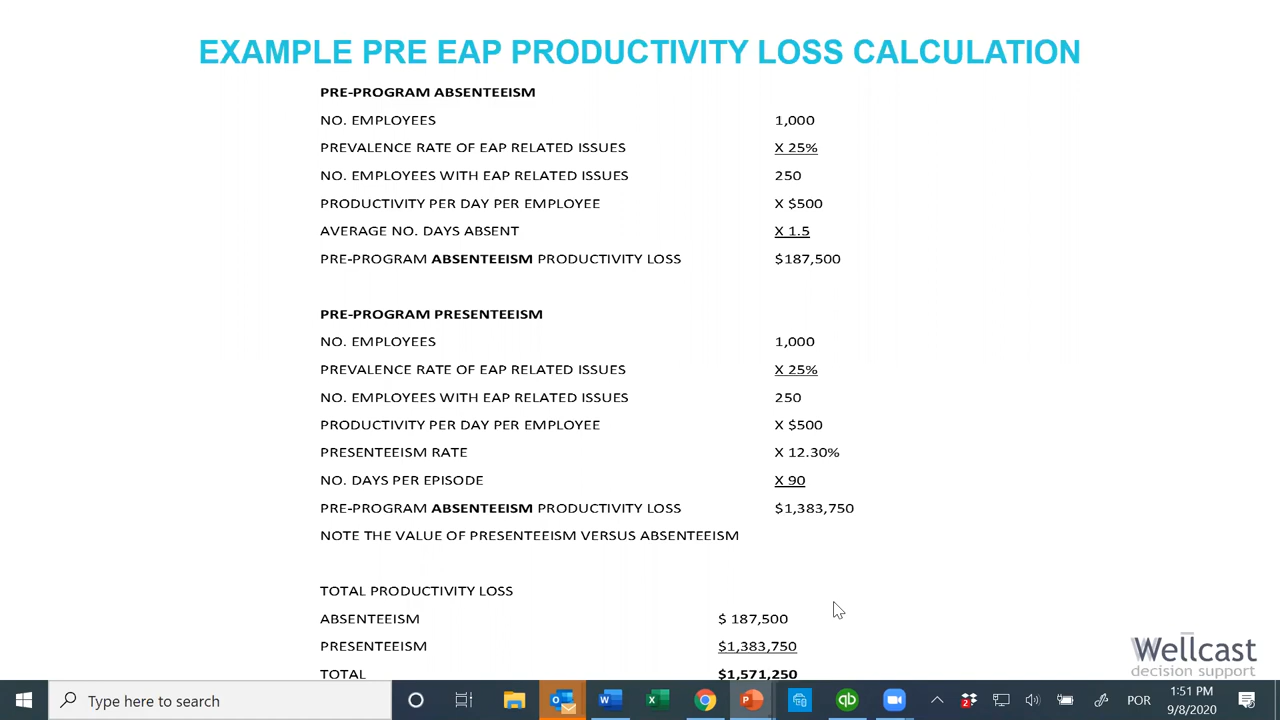 EXAMPLE PRE EAP PRODUCTIVITY LOSS CALCULATION
PRE-PROGRAM ABSENTEEISM
NO. EMPLOYEES 1,000
PREVALENCE RATE OF EAP RELATED ISSUES X 25%
NO. EMPLOYEES WITH EAP RELATED ISSUES 250
PRODUCTIVITY PER DAY PER EMPLOYEE X $500
AVERAGE NO. DAYS ABSENT X 1.5
PRE-PROGRAM ABSENTEEISM PRODUCTIVITY LOSS $187,500
PRE-PROGRAM PRESENTEEISM
NO. EMPLOYEES 1,000
PREVALENCE RATE OF EAP RELATED ISSUES X 25%
NO. EMPLOYEES WITH EAP RELATED ISSUES 250
PRODUCTIVITY PER DAY PER EMPLOYEE X $500
PRESENTEEISM RATE X 12.30%
NO. DAYS PER EPISODE X 90
PRE-PROGRAM ABSENTEEISM PRODUCTIVITY LOSS $1,383,750
NOTE THE VALUE OF PRESENTEEISM VERSUS ABSENTEEISM
TOTAL PRODUCTIVITY LOSS
ABSENTEEISM $ 187,500
PRESENTEEISM $1,383,750
TOTAL $1,571,250
Wellcast
decision support
Type here to search
POR
1:51 PM
9/8/2020